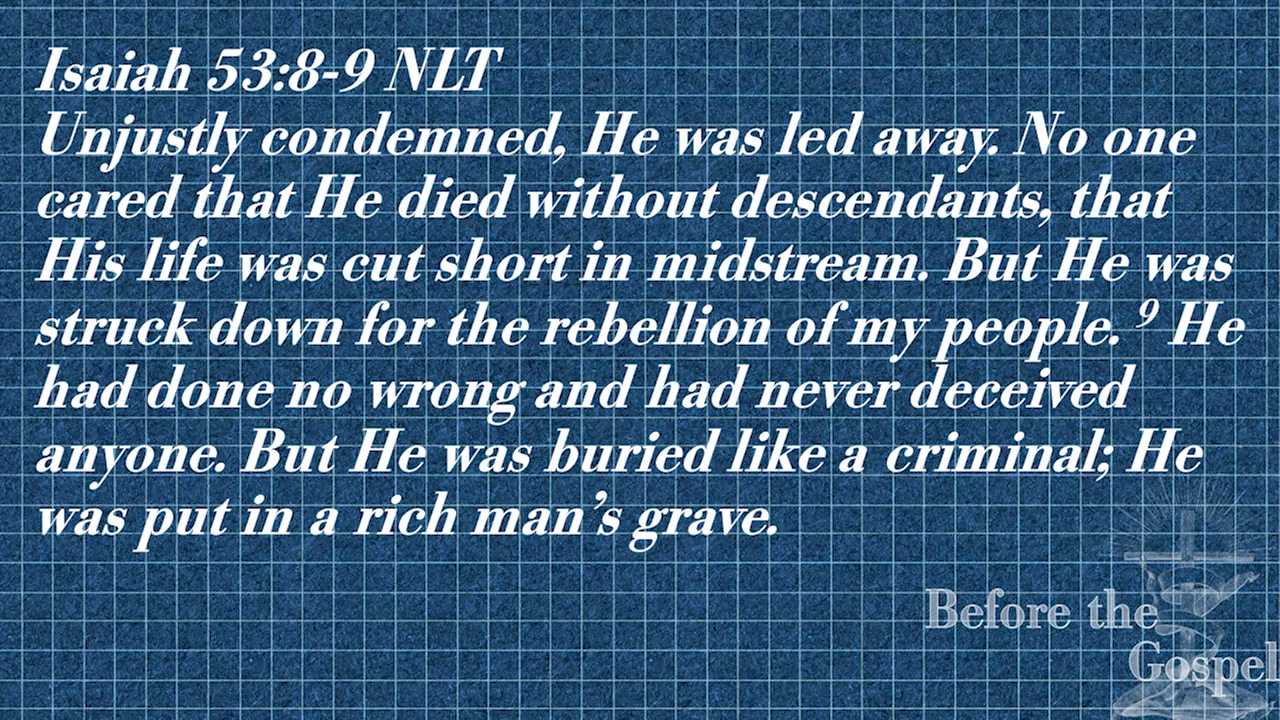 Isaiah 53:8-9 NLT
Unjustly condemned, He was led away. No one
cared that He died without descendants, that
His life was cut short in midstream. But He was
struck down for the rebellion of my people. ⁹ He
had done no wrong and had never deceived
anyone. But He was buried like a criminal; He
was put in a rich man’s grave.
Before the
Gospel